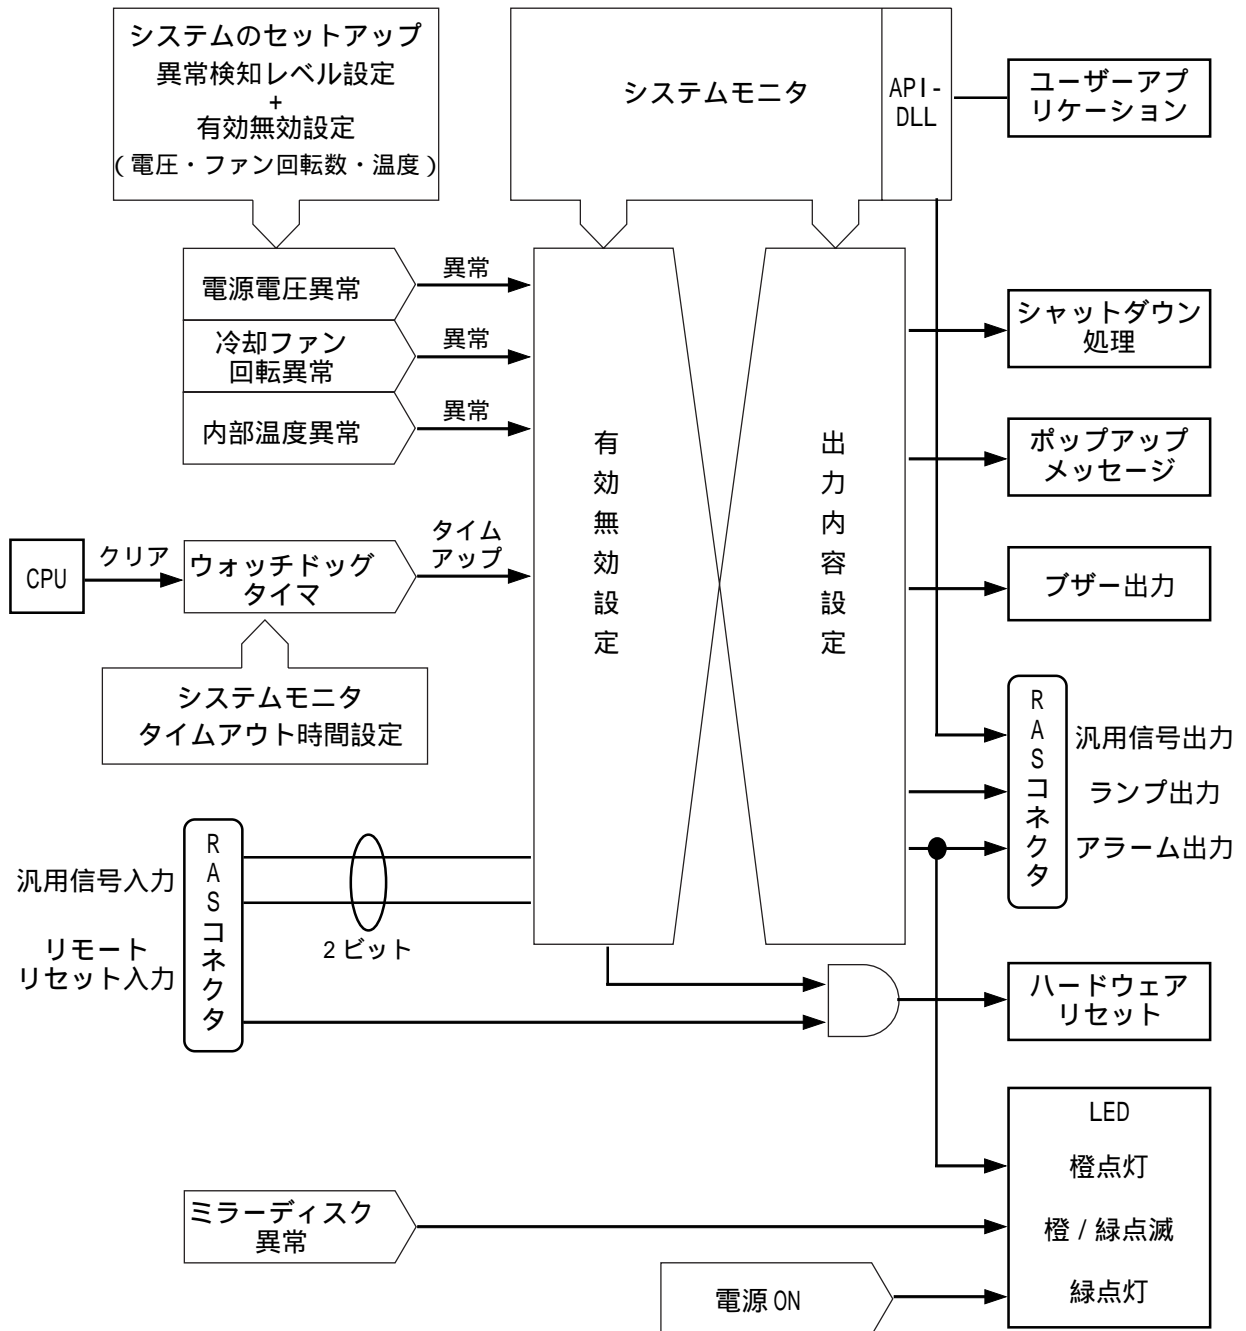 システムのセットアップ
異常検知レベル設定
+
有効無効設定
(電圧・ファン回転数・温度)
システムモニタ
API-
DLL
ユーザーアプ
リケーション
電源電圧異常
異常
冷却ファン
回転異常
異常
内部温度異常
異常
CPU
クリア
ウォッチドッグ
タイマ
タイム
アップ
システムモニタ
タイムアウト時間設定
有効無効設定
出力内容設定
シャットダウン
処理
ポップアップ
メッセージ
ブザー出力
RASコネクタ
汎用信号出力
ランプ出力
アラーム出力
汎用信号入力
リモート
リセット入力
RASコネクタ
2ビット
ハードウェア
リセット
LED
橙点灯
橙/緑点滅
緑点灯
ミラーディスク
異常
電源ON